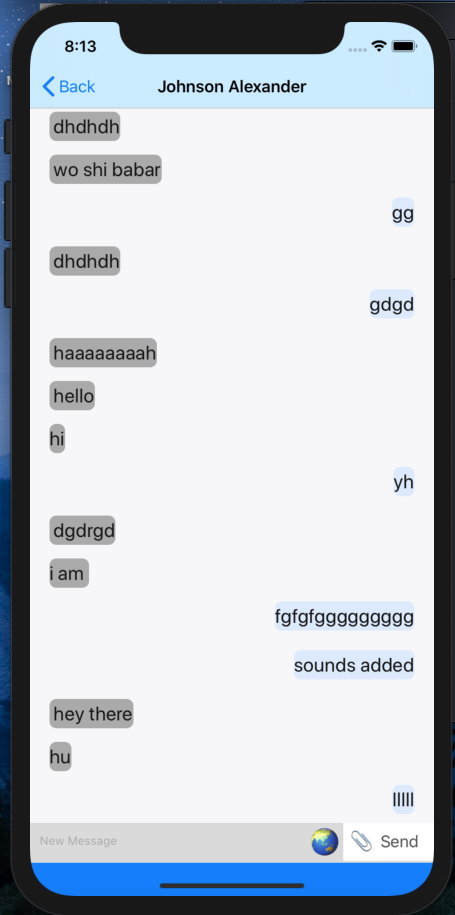 8:13
Back
Johnson Alexander
dhdhdh
wo shi babar
gg
dhdhdh
gdgd
haaaaaaaah
hello
hi
yh
dgdrgd
i am
fgfgfggggggggg
sounds added
hey there
hu
lllll
New Message
Send